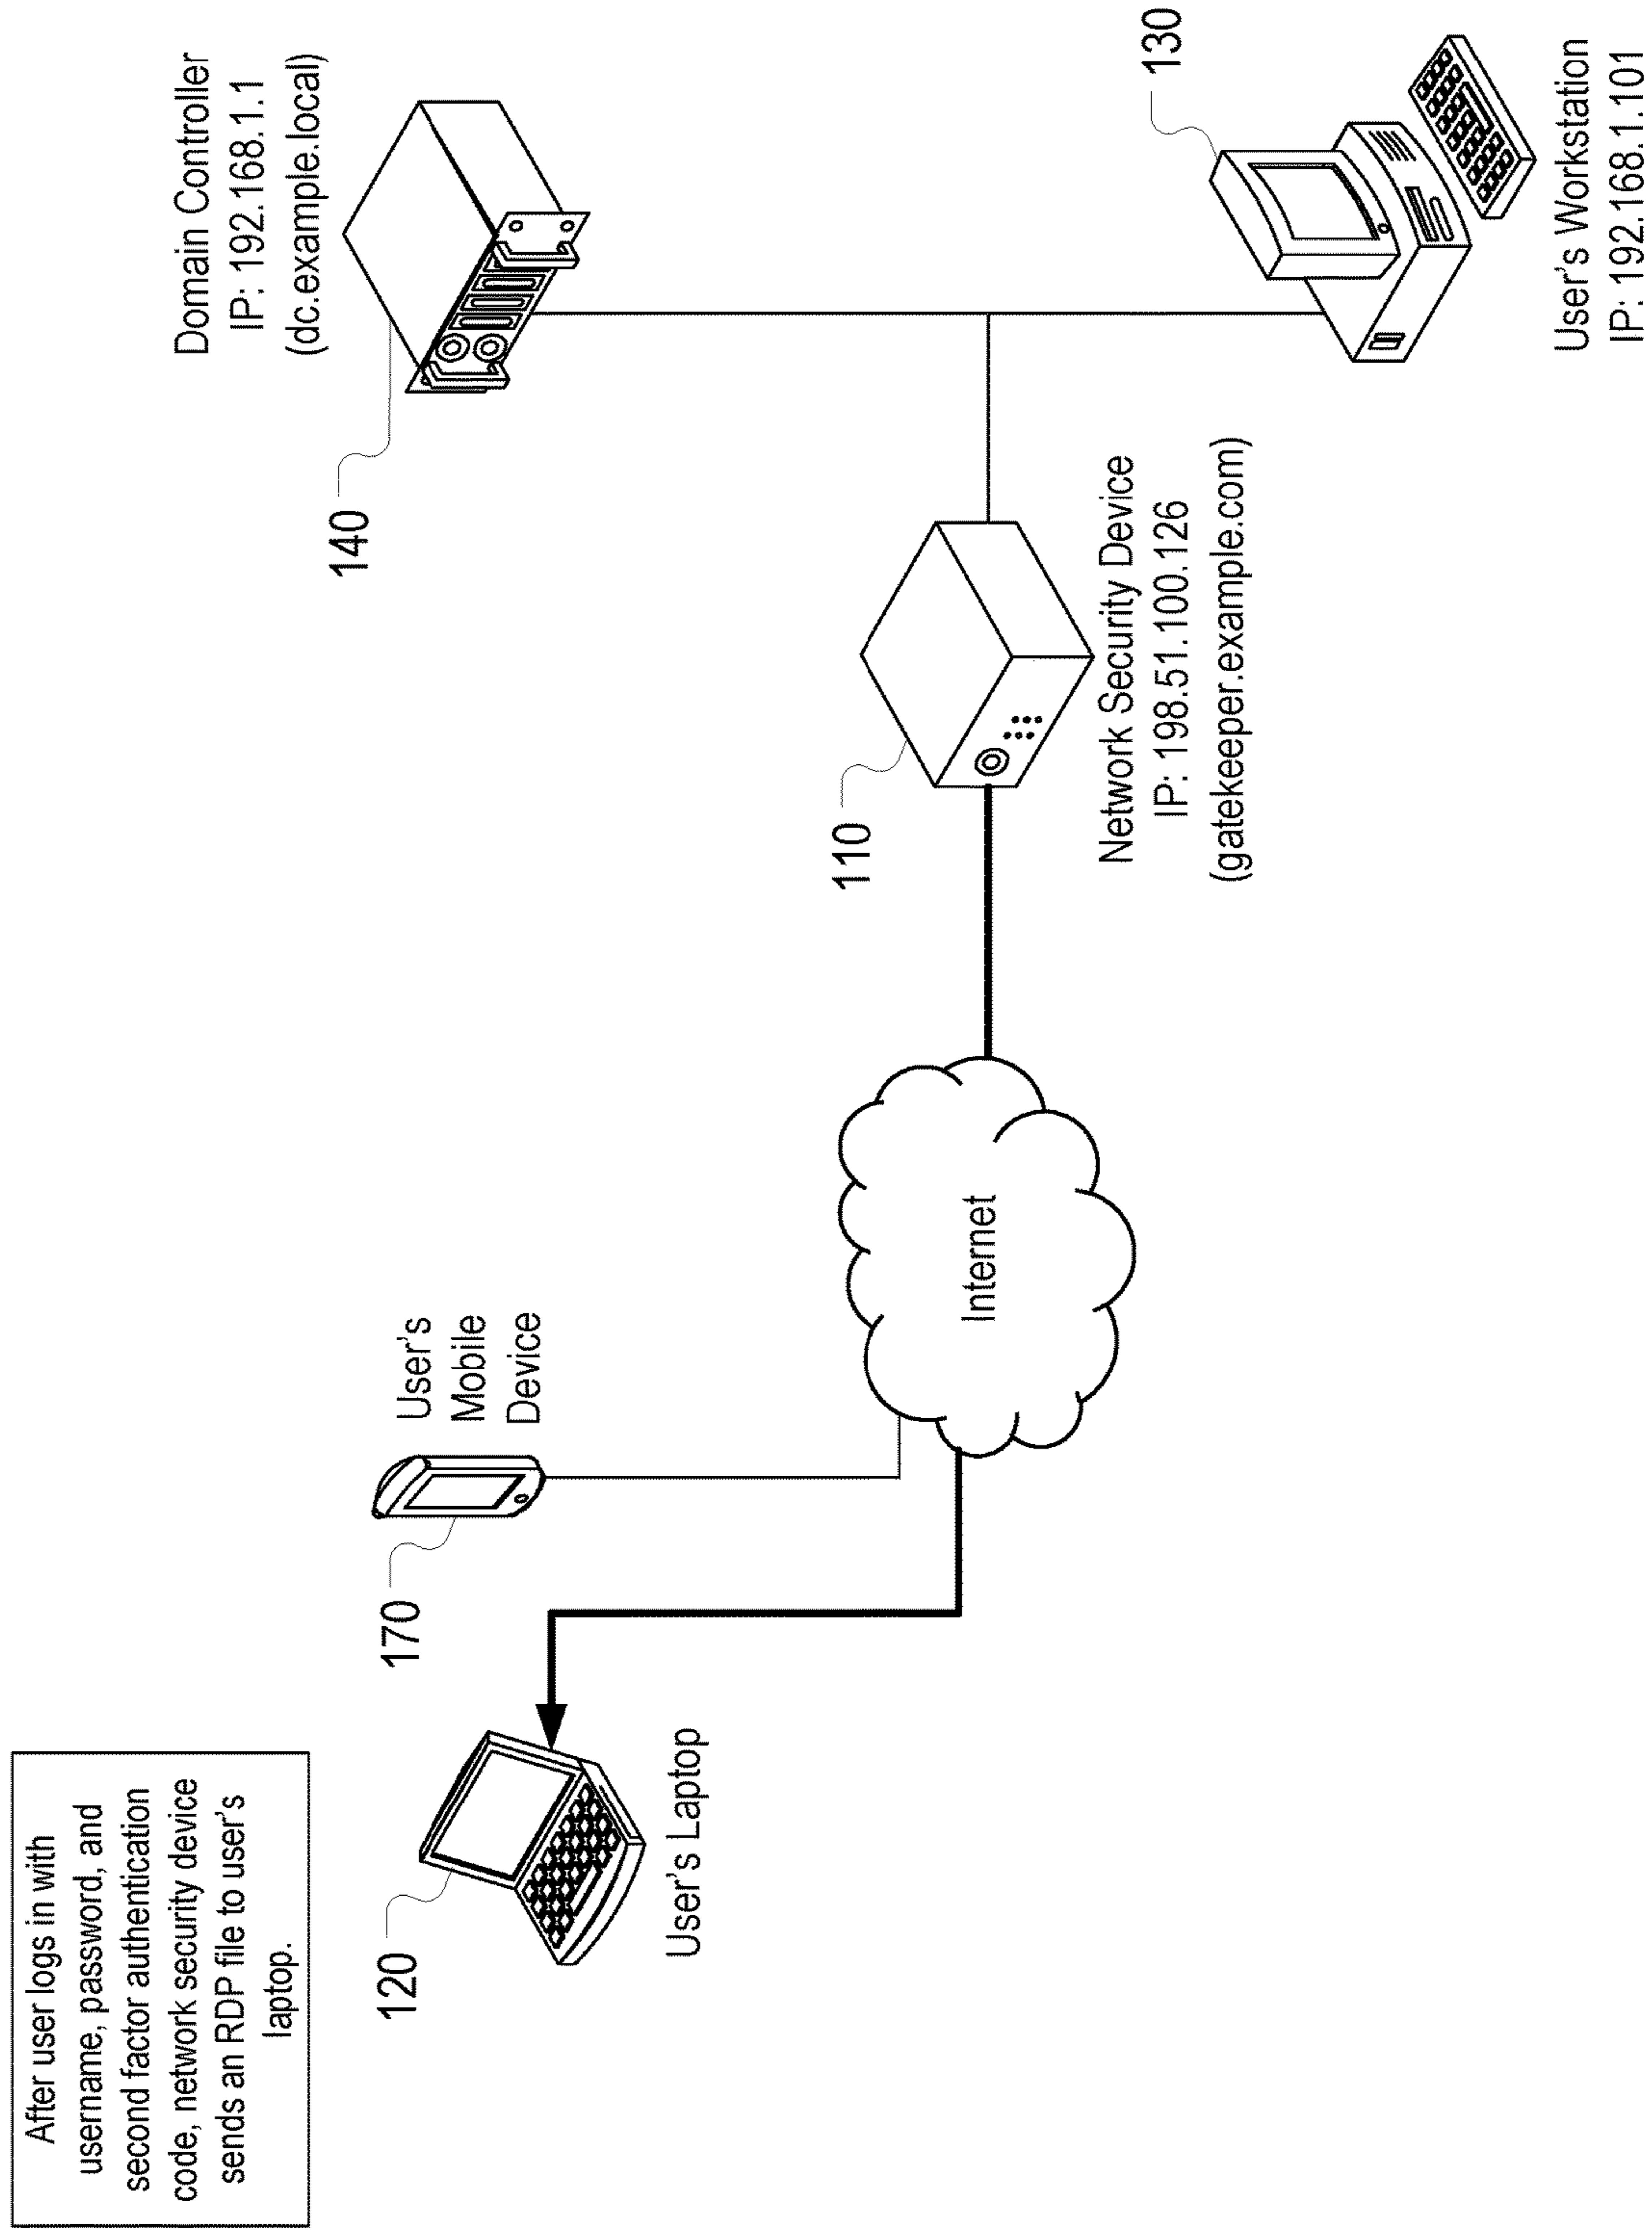 After user logs in with
username, password, and
second factor authentication
code, network security device
sends an RDP file to user's
laptop.
120
User's Laptop
170
User's
Mobile
Device
Internet
110
Network Security Device
IP: 198.51.100.126
(gatekeeper.example.com)
140
Domain Controller
IP: 192.168.1.1
(dc.example.local)
130
User's Workstation
IP: 192.168.1.101